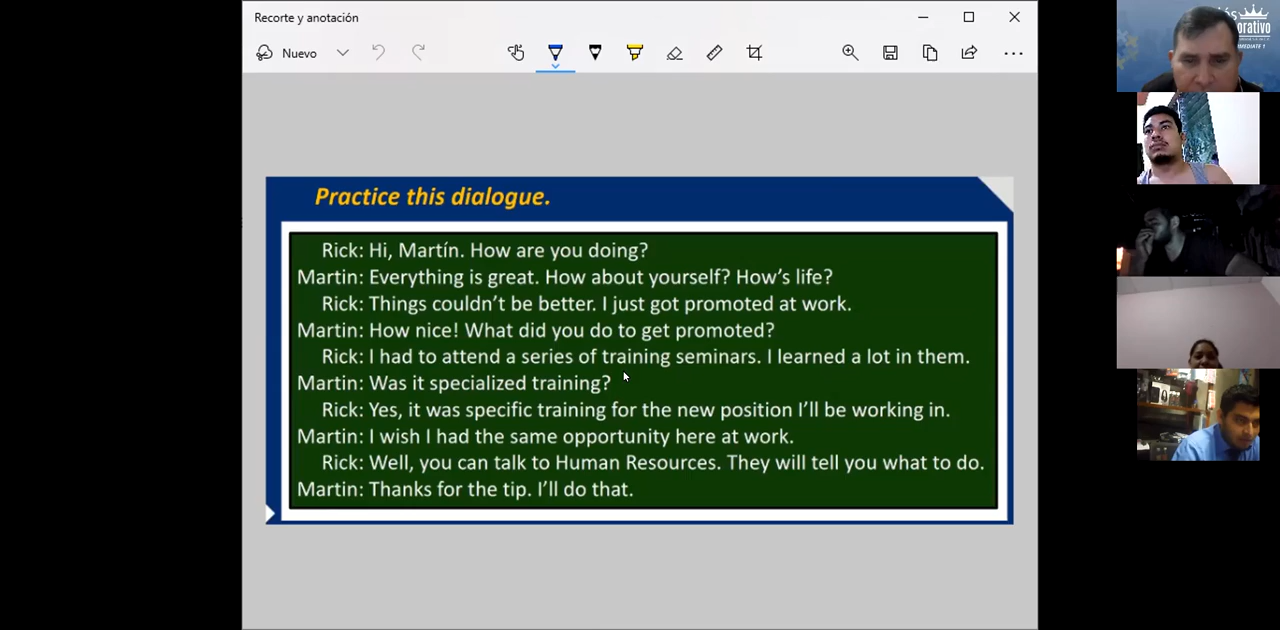 Recorte y anotación
Nuevo
Practice this dialogue.
Rick: Hi, Martín. How are you doing?
Martin: Everything is great. How about yourself? How's life?
Rick: Things couldn't be better. I just got promoted at work.
Martin: How nice! What did you do to get promoted?
Rick: I had to attend a series of training seminars. I learned a lot in them.
Martin: Was it specialized training?
Rick: Yes, it was specific training for the new position I'll be working in.
Martin: I wish I had the same opportunity here at work.
Rick: Well, you can talk to Human Resources. They will tell you what to do.
Martin: Thanks for the tip. I'll do that.